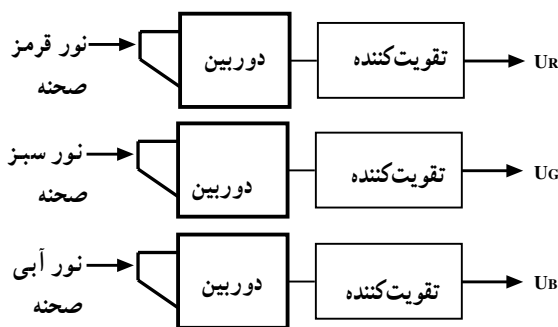 نور قرمز
صحنه
دوربین
تقویت‌کننده
UR
نور سبز
صحنه
دوربین
تقویت‌کننده
UG
نور آبی
صحنه
دوربین
تقویت‌کننده
UB